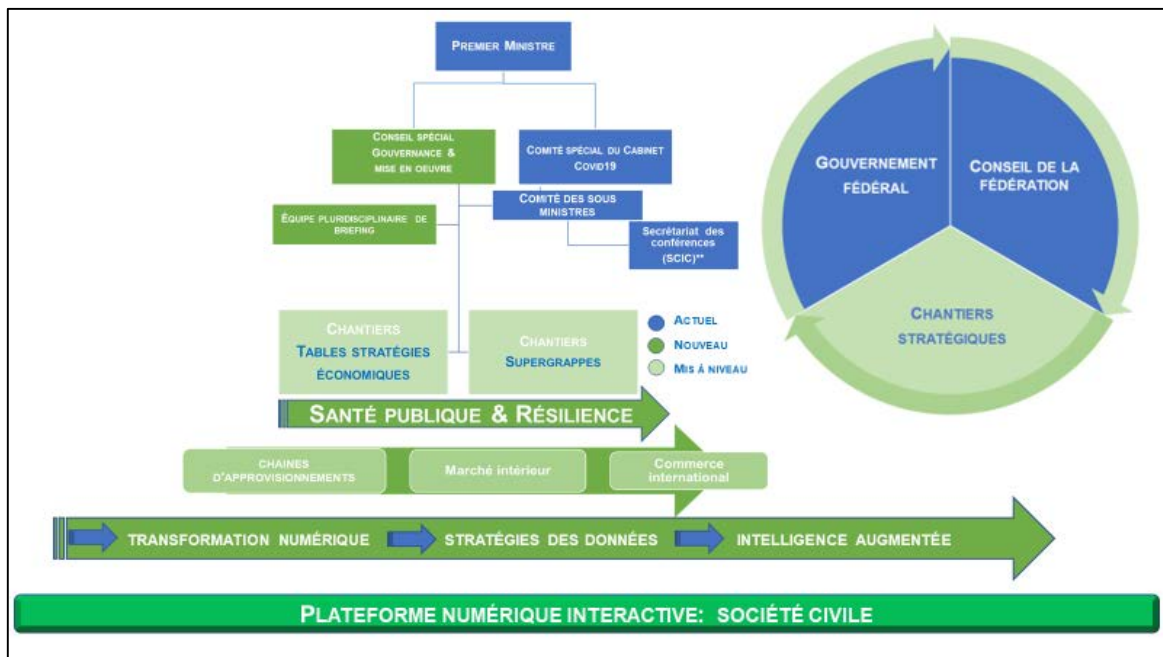 PREMIER MINISTRE
CONSEIL SPÉCIAL
GOUVERNANCE &
MISE EN OEUVRE
COMITÉ SPÉCIAL DU CABINET
COVID19
COMITÉ DES SOUS
MINISTRES
ÉQUIPE PLURIDISCIPLINAIRE DE
BRIEFING
Secrétariat des
conférences
(SCIC)**
CHANTIERS
TABLES STRATÉGIES
ÉCONOMIQUES
CHANTIERS
SUPERGRAPPES
ACTUEL
NOUVEAU
MIS À NIVEAU
GOUVERNEMENT
FÉDÉRAL
CONSEIL DE LA
FÉDÉRATION
CHANTIERS
STRATÉGIQUES
SANTÉ PUBLIQUE & RÉSILIENCE
CHAINES
D'APPROVISIONNEMENTS
Marché intérieur
Commerce
international
TRANSFORMATION NUMÉRIQUE
STRATÉGIES DES DONNÉES
INTELLIGENCE AUGMENTÉE
PLATEFORME NUMÉRIQUE INTERACTIVE: SOCIÉTÉ CIVILE